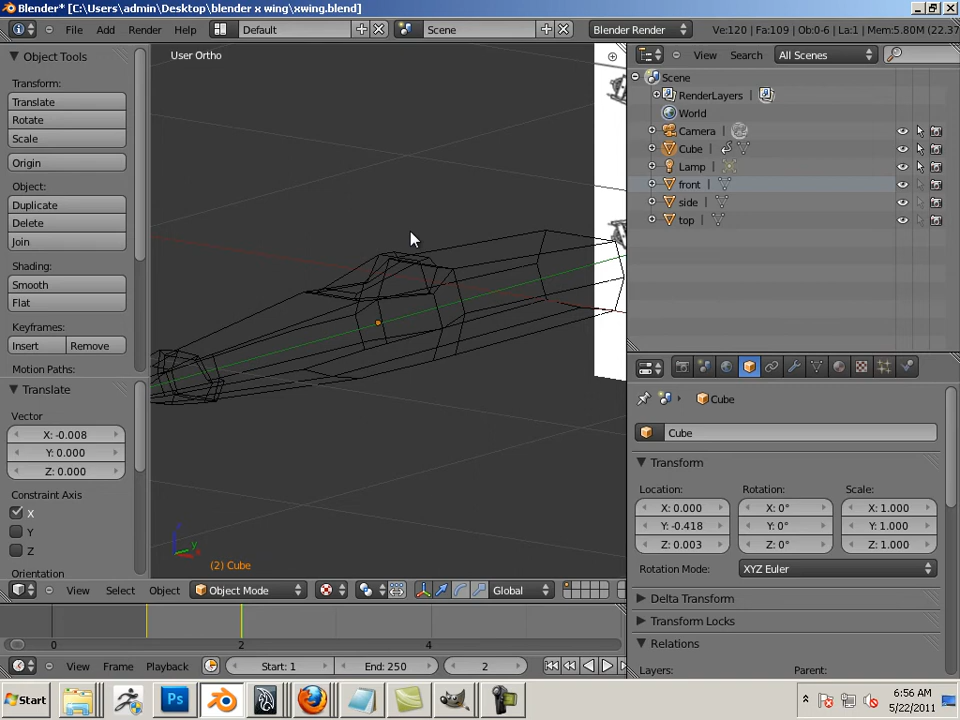 Blender* [C:\Users\admin\Desktop\blender x wing\xwing.blend]
File Add Render Help Default Scene Blender Render Ve:120 | Fa:109 | Ob:0-6 | La:1 | Mem:5.80M (22.37
Object Tools
Transform:
Translate
Rotate
Scale
Origin
Object:
Duplicate
Delete
Join
Shading:
Smooth
Flat
Keyframes:
Insert Remove
Motion Paths:
Translate
Vector
X: -0.008
Y: 0.000
Z: 0.000
Constraint Axis
X
Y
Z
Orientation
User Ortho
z
y
x
(2) Cube
View Select Object Object Mode Global
View Search All Scenes
Scene
RenderLayers |
World
Camera |
Cube |
Lamp |
front |
side |
top |
Cube
Cube
Transform
Location: Rotation: Scale:
X: 0.000 X: 0° X: 1.000
Y: -0.418 Y: 0° Y: 1.000
Z: 0.003 Z: 0° Z: 1.000
Rotation Mode: XYZ Euler
Delta Transform
Transform Locks
Relations
Layers: Parent:
0 2 4
View Frame Playback Start: 1 End: 250 2
Start Ps 6:56 AM
5/22/2011